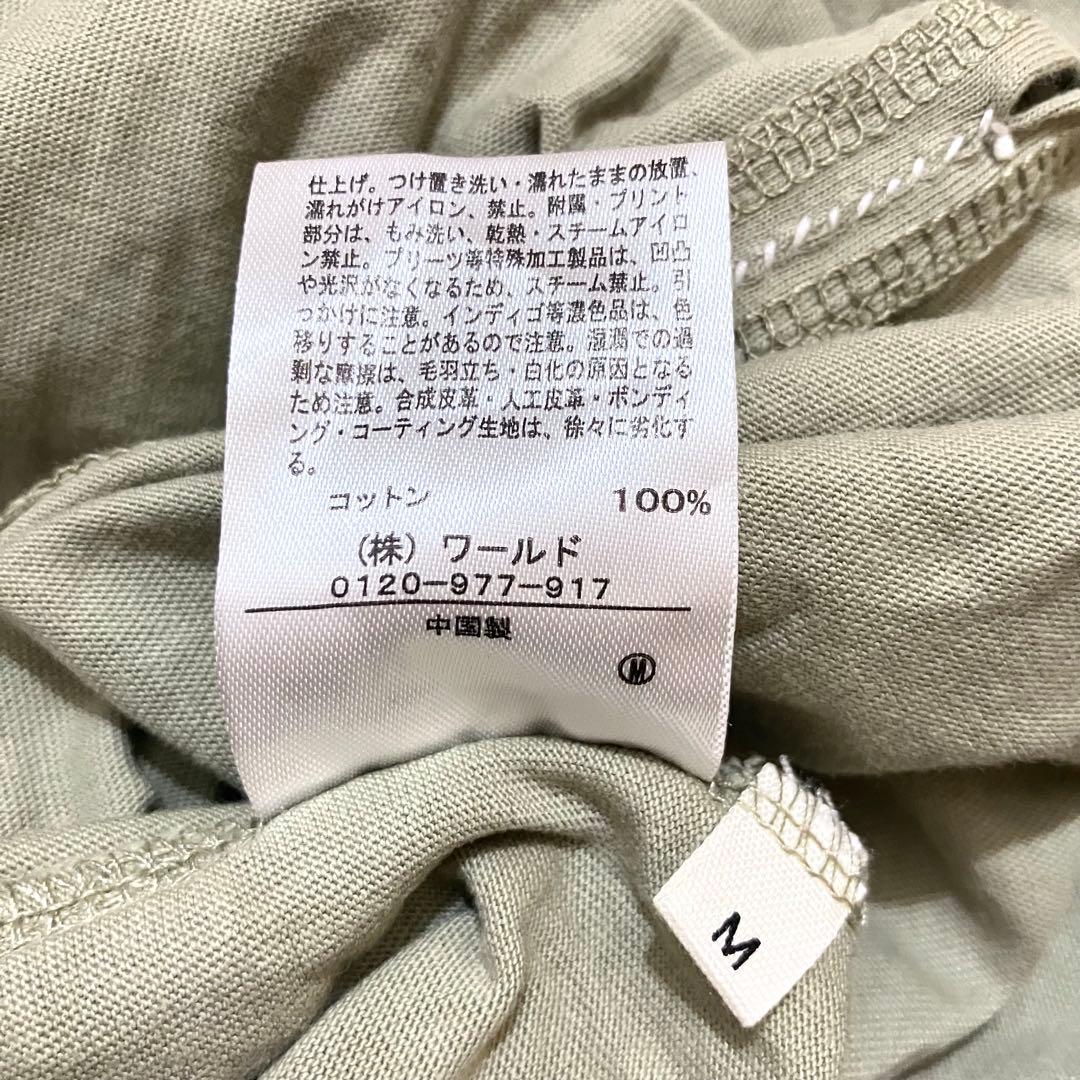 仕上げ。つけ置き洗い・濡れたままの放置、
濡れがけアイロン、禁止。附属・プリント
部分は、もみ洗い、乾熱・スチームアイロ
ン禁止。プリーツ等特殊加工製品は、凹凸
や光沢がなくなるため、スチーム禁止。引
つかけに注意。インディゴ等濃色品は、色
移りすることがあるので注意。湿潤での過
剰な摩擦は、毛羽立ち・白化の原因となる
ため注意。合成皮革・人工皮革・ボンディ
ング・コーティング生地は、徐々に劣化す
る。
コットン 100%
(株) ワールド
0120-977-917
中国製
Ⓜ
M